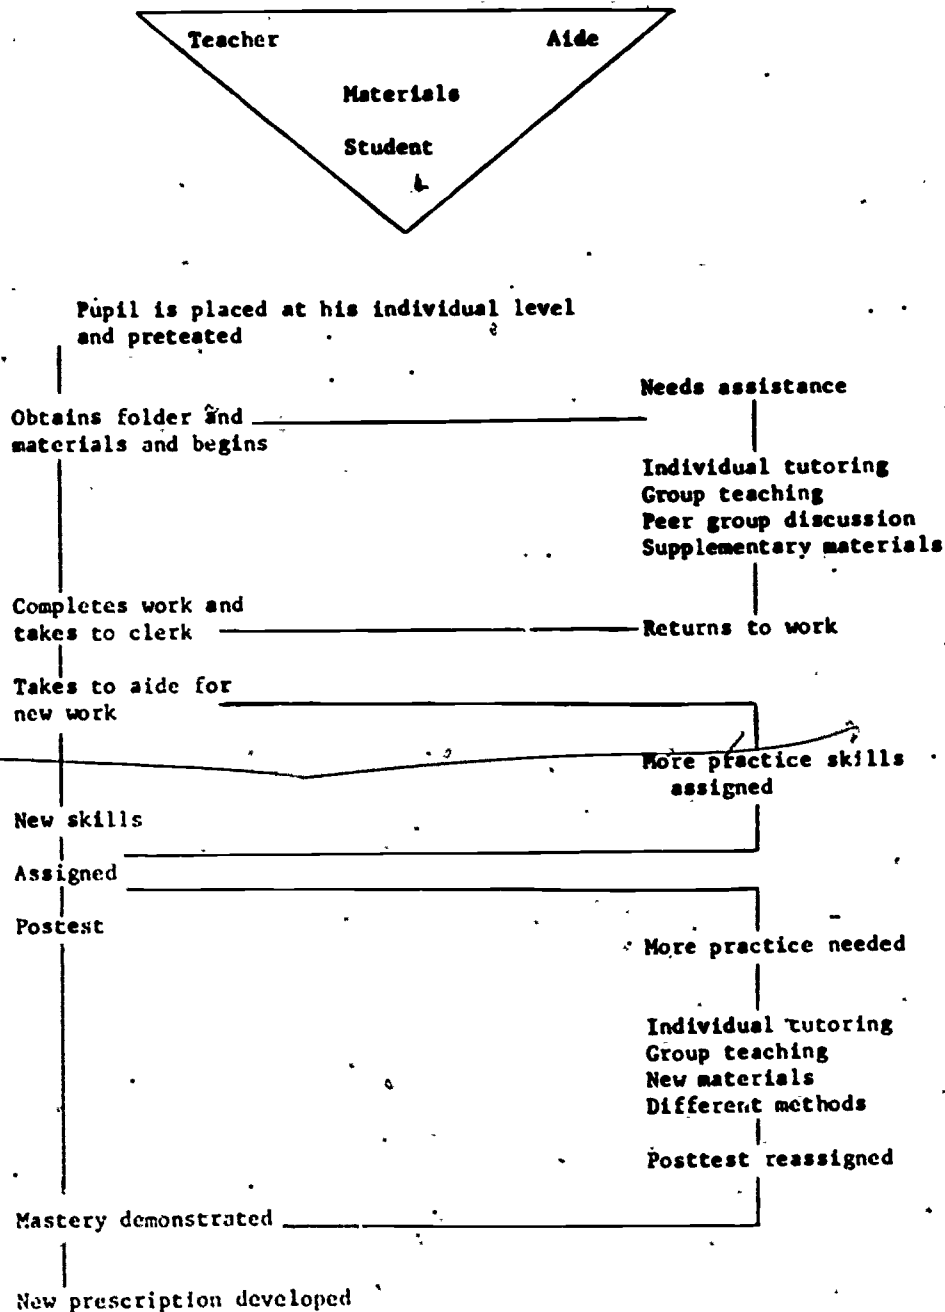 Teacher Aide
Materials
Student
Pupil is placed at his individual level
and preteated
Needs assistance
Obtains folder and
materials and begins
Individual tutoring
Group teaching
Peer group discussion
Supplementary materials
Completes work and
takes to clerk
Returns to work
Takes to aide for
new work
More practice skills
assigned
New skills
Assigned
Postest
More practice needed
Individual tutoring
Group teaching
New materials
Different methods
Posttest reassigned
Mastery demonstrated
New prescription developed